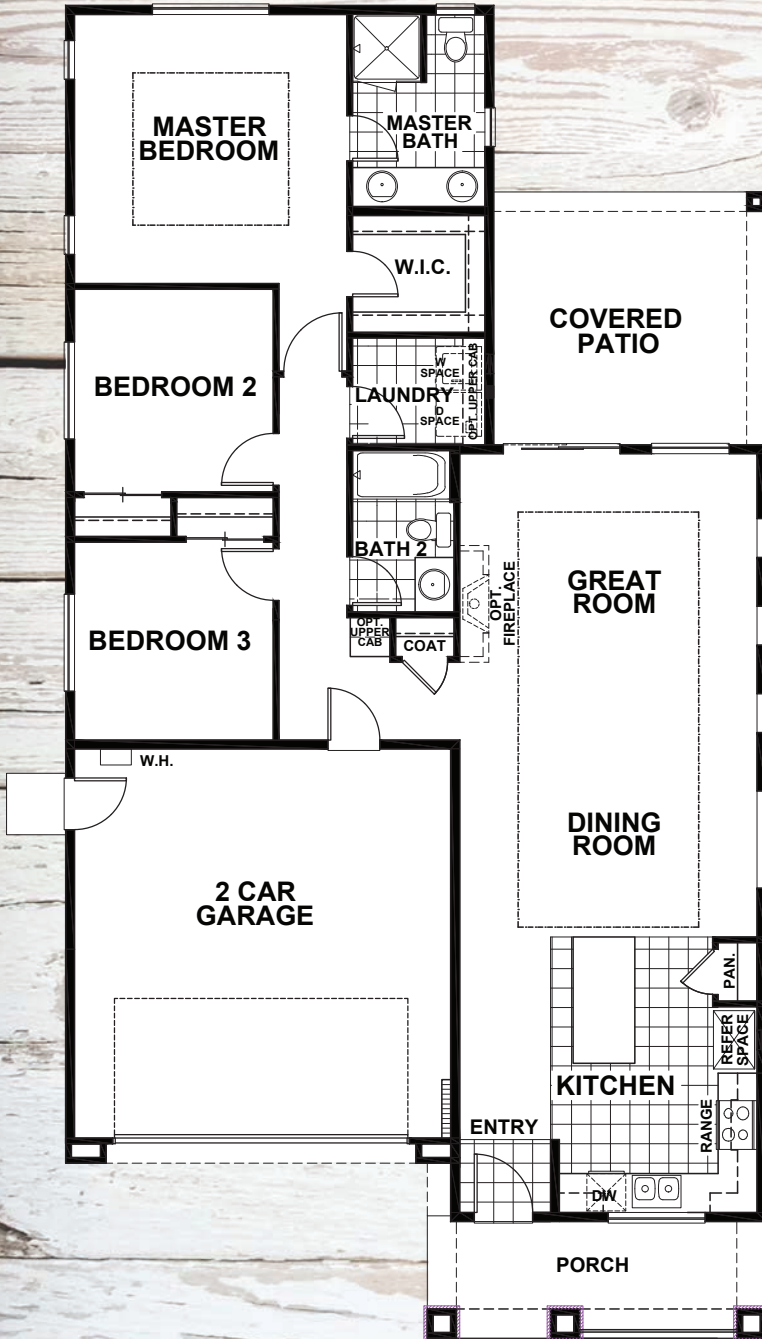 MASTER
BEDROOM
MASTER
BATH
W.I.C.
COVERED
PATIO
BEDROOM 2
LAUNDRY
W
SPACE
D
SPACE
OPT. UPPER CAB
BATH 2
OPT.
FIREPLACE
GREAT
ROOM
BEDROOM 3
OPT.
UPPER
CAB
COAT
W.H.
DINING
ROOM
2 CAR
GARAGE
PAN.
REFER
SPACE
KITCHEN
RANGE
ENTRY
DW
PORCH